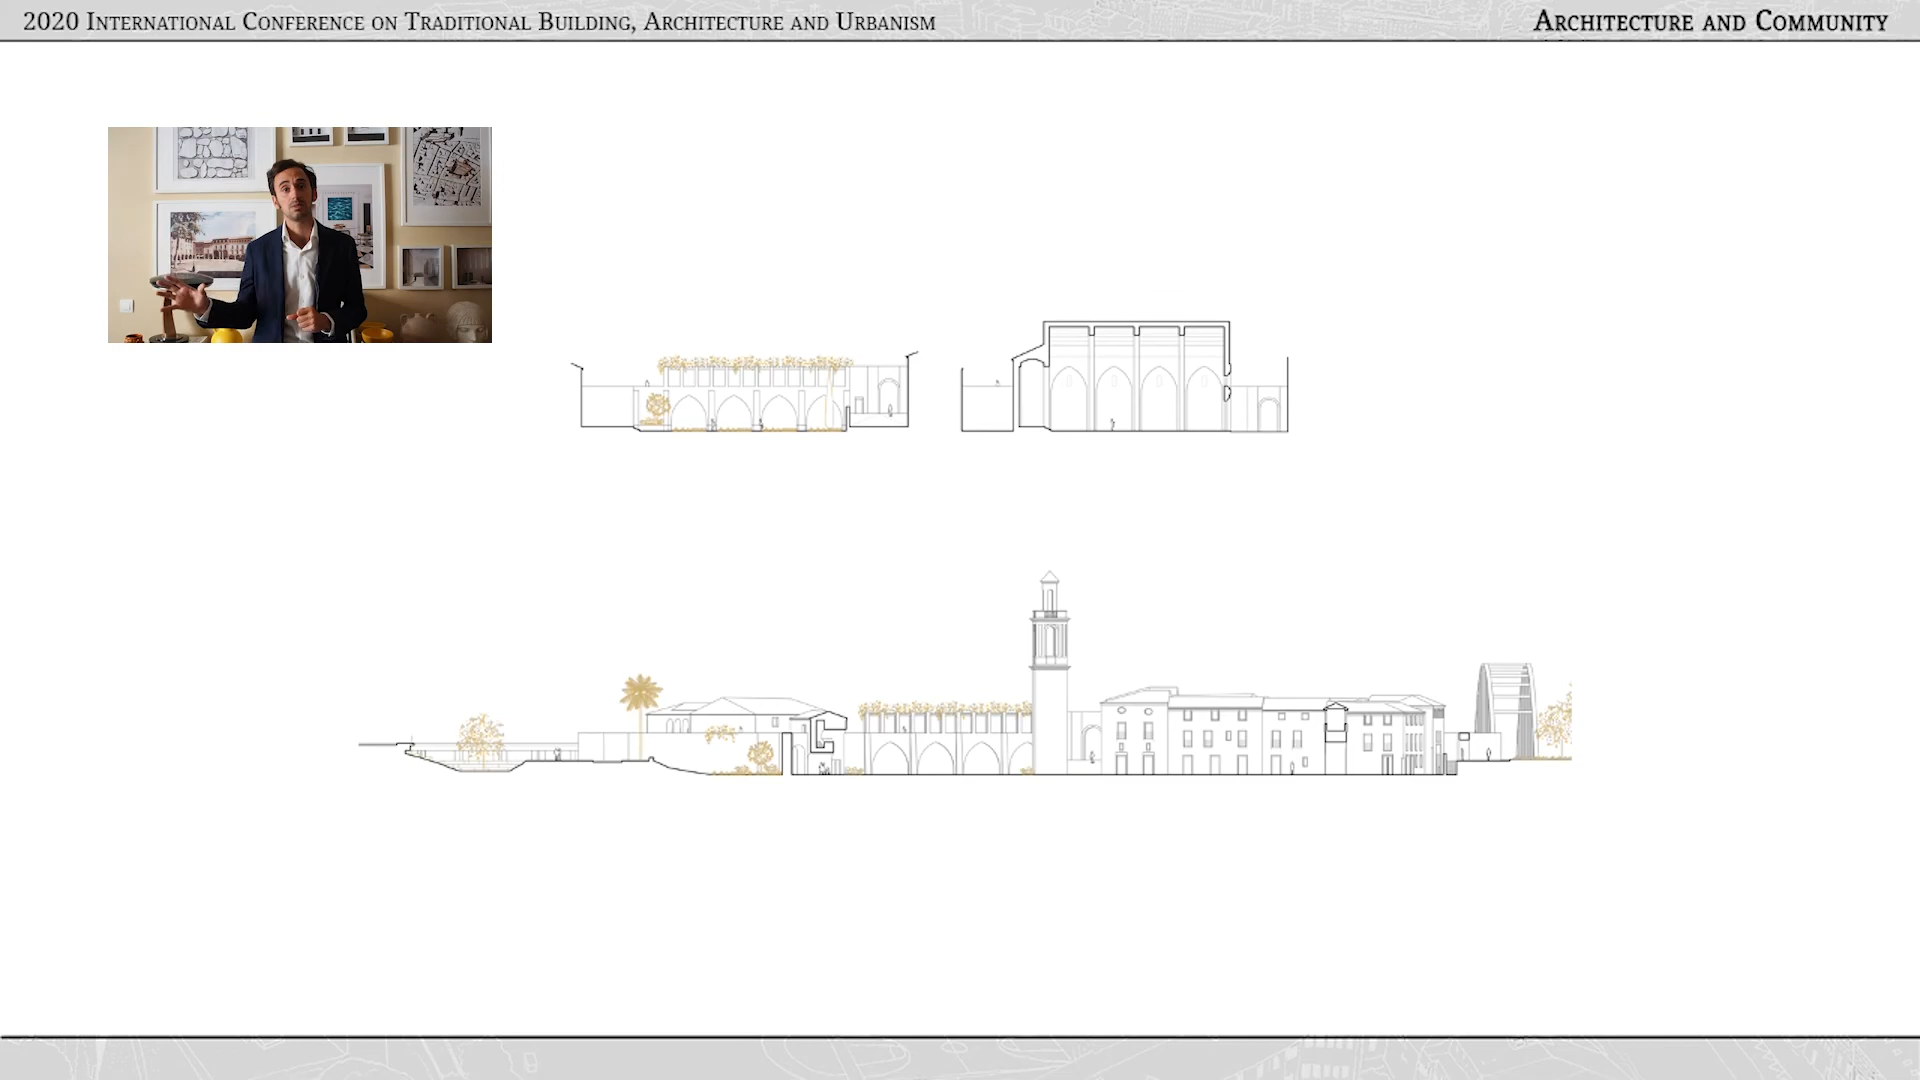 2020 International Conference on Traditional Building, Architecture and Urbanism
Architecture and Community